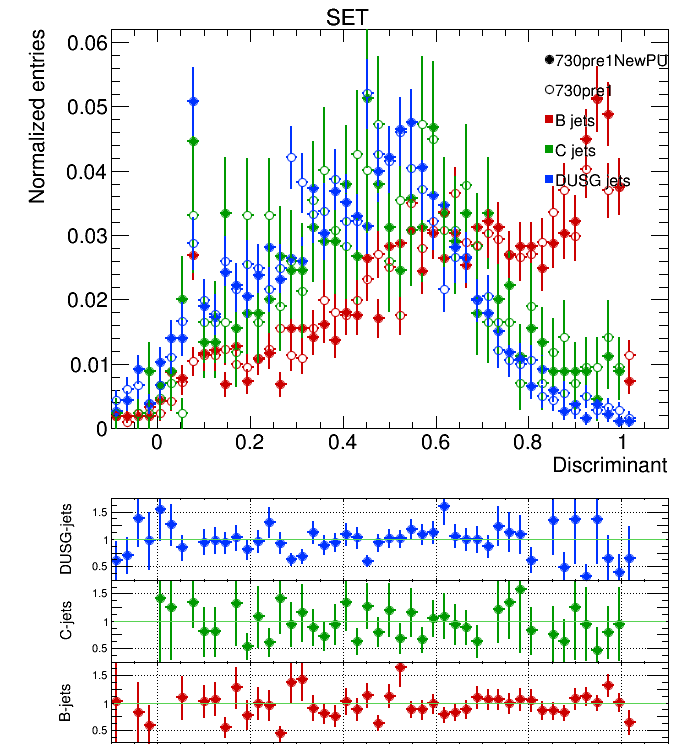 SET
Normalized entries
0.06
0.05
0.04
0.03
0.02
0.01
0
730pre1NewPU
730pre1
B jets
C jets
DUSG jets
0
0.2
0.4
0.6
0.8
1
Discriminant
DUSG-jets
1.5
1
0.5
C-jets
1.5
1
0.5
B-jets
1.5
1
0.5